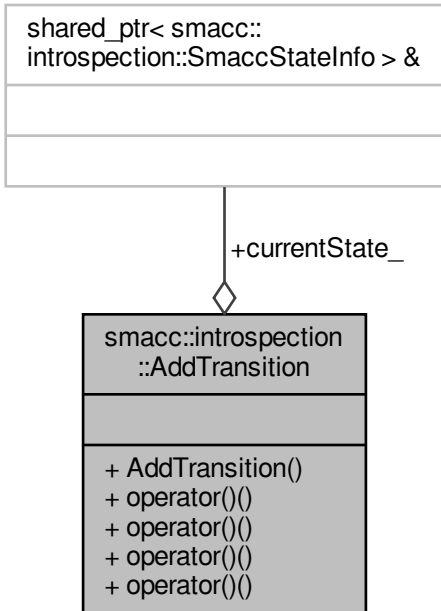 shared_ptr< smacc::
introspection::SmaccStateInfo > &
+currentState_
smacc::introspection
::AddTransition
+ AddTransition()
+ operator()()
+ operator()()
+ operator()()
+ operator()()